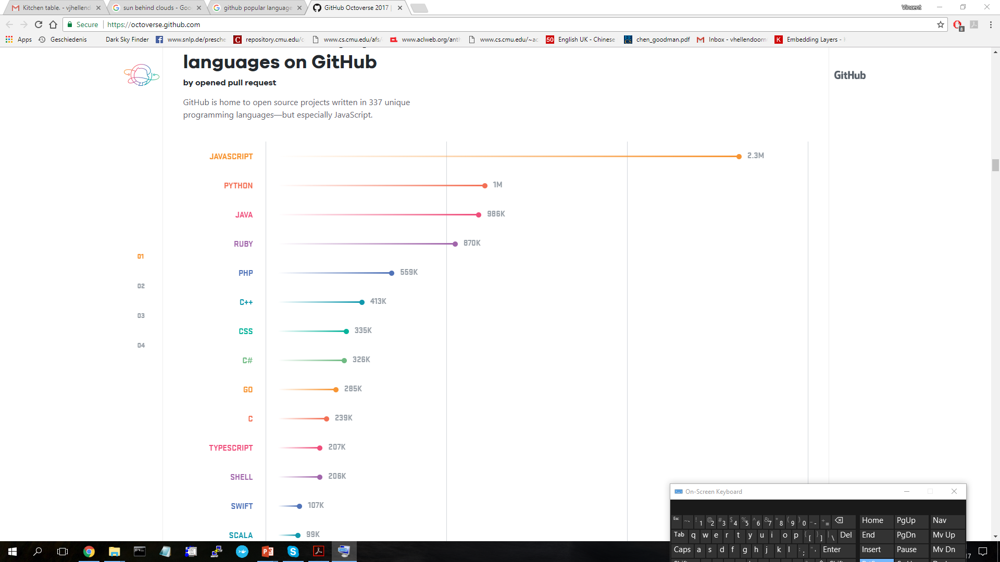 Kitchen table. - vjhellend
sun behind clouds - Goo
github popular language
GitHub Octoverse 2017 |
Vincent
Secure
https://octoverse.github.com
8
Apps
Geschiedenis
Dark Sky Finder
www.snlp.de/presche
repository.cmu.edu/c
www.cs.cmu.edu/afs/
www.aclweb.org/anth
www.cs.cmu.edu/~ac
50
English UK - Chinese
chen_goodman.pdf
Inbox - vhellendoorn
K
Embedding Layers -
languages on GitHub
by opened pull request
GitHub is home to open source projects written in 337 unique
programming languages—but especially JavaScript.
GitHub
JAVASCRIPT 2.3M
PYTHON 1M
JAVA 986K
RUBY 870K
PHP 559K
C++ 413K
CSS 335K
C# 326K
GO 285K
C 239K
TYPESCRIPT 207K
SHELL 206K
SWIFT 107K
SCALA 99K
01
02
03
04
On-Screen Keyboard
Esc ~ ` ! 1 @ 2 # 3 $ 4 % 5 ^ 6 & 7 * 8 ( 9 ) 0 _ - + = Home PgUp Nav
Tab q w e r t y u i o p { [ } ] | \ Del End PgDn Mv Up
Caps a s d f g h j k l : ; " ' Enter Insert Pause Mv Dn